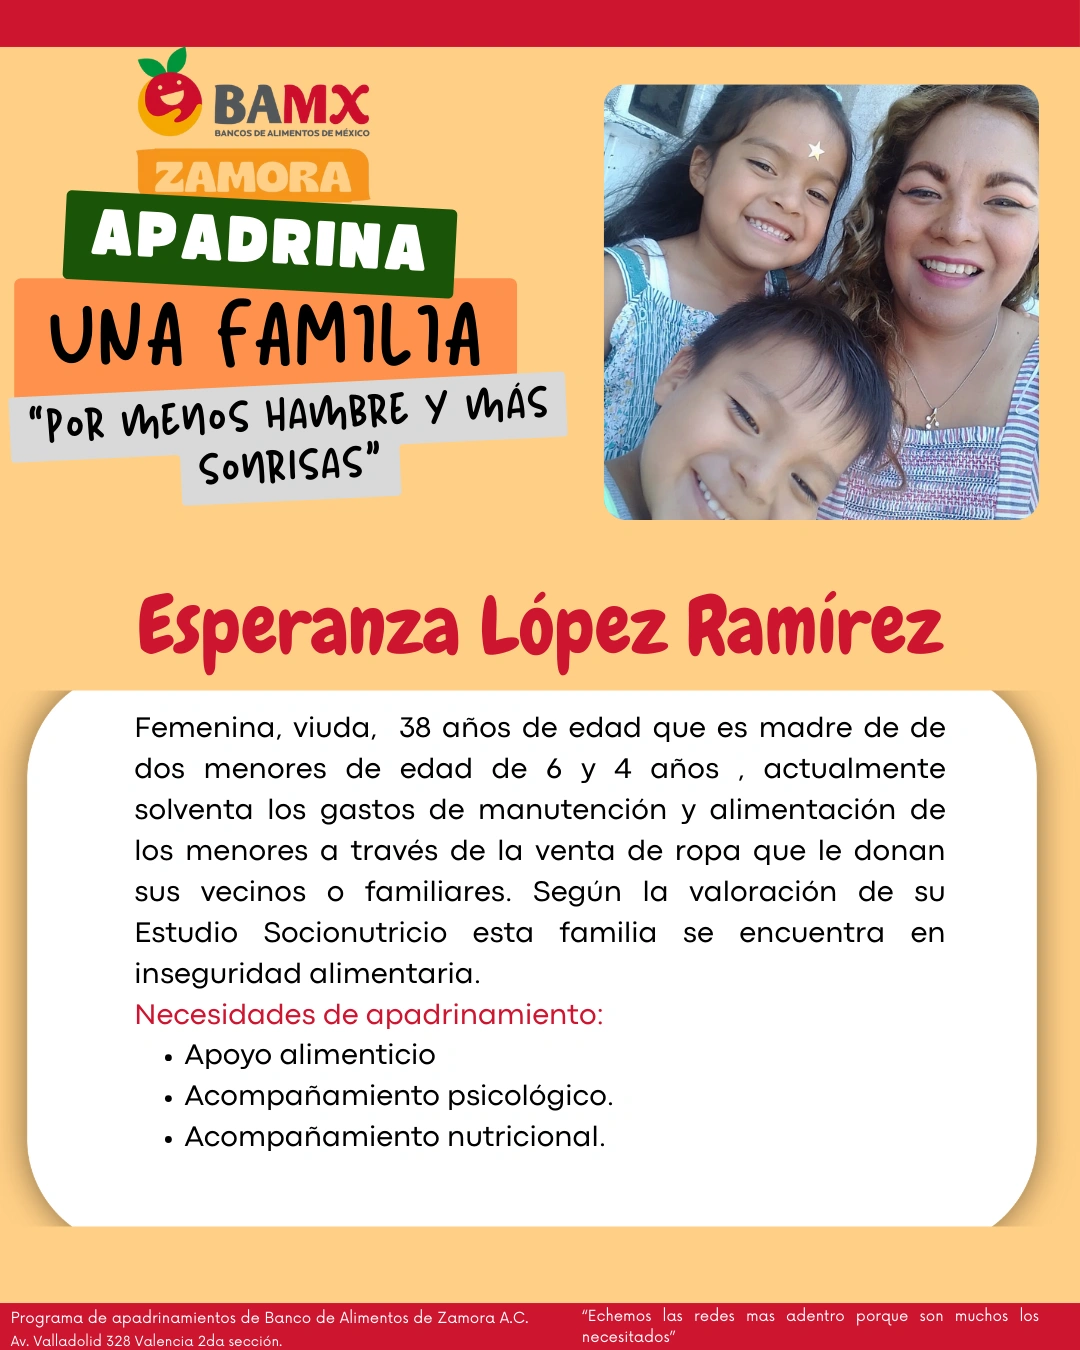 BAMX
BANCOS DE ALIMENTOS DE MÉXICO
ZAMORA
APADRINA
UNA FAMILIA
"POR MENOS HAMBRE Y MÁS
SONRISAS"
Esperanza López Ramírez
Femenina, viuda, 38 años de edad que es madre de de
dos menores de edad de 6 y 4 años , actualmente
solventa los gastos de manutención y alimentación de
los menores a través de la venta de ropa que le donan
sus vecinos o familiares. Según la valoración de su
Estudio Socionutricio esta familia se encuentra en
inseguridad alimentaria.
Necesidades de apadrinamiento:
• Apoyo alimenticio
• Acompañamiento psicológico.
• Acompañamiento nutricional.
Programa de apadrinamientos de Banco de Alimentos de Zamora A.C.
Av. Valladolid 328 Valencia 2da sección.
"Echemos las redes mas adentro porque son muchos los
necesitados"